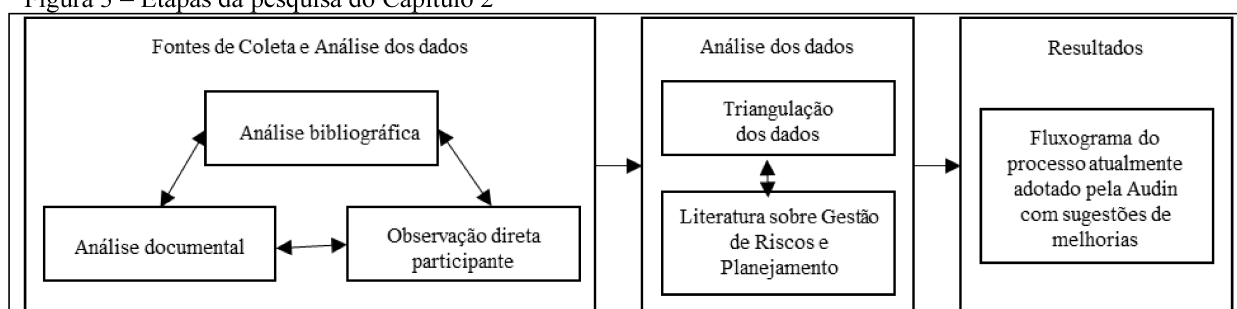 Figura 3 – Etapas da pesquisa do Capítulo 2
Fontes de Coleta e Análise dos dados
Análise bibliográfica
Análise documental
Observação direta
participante
Análise dos dados
Triangulação
dos dados
Literatura sobre Gestão
de Riscos e
Planejamento
Resultados
Fluxograma do
processo atualmente
adotado pela Audin
com sugestões de
melhorias